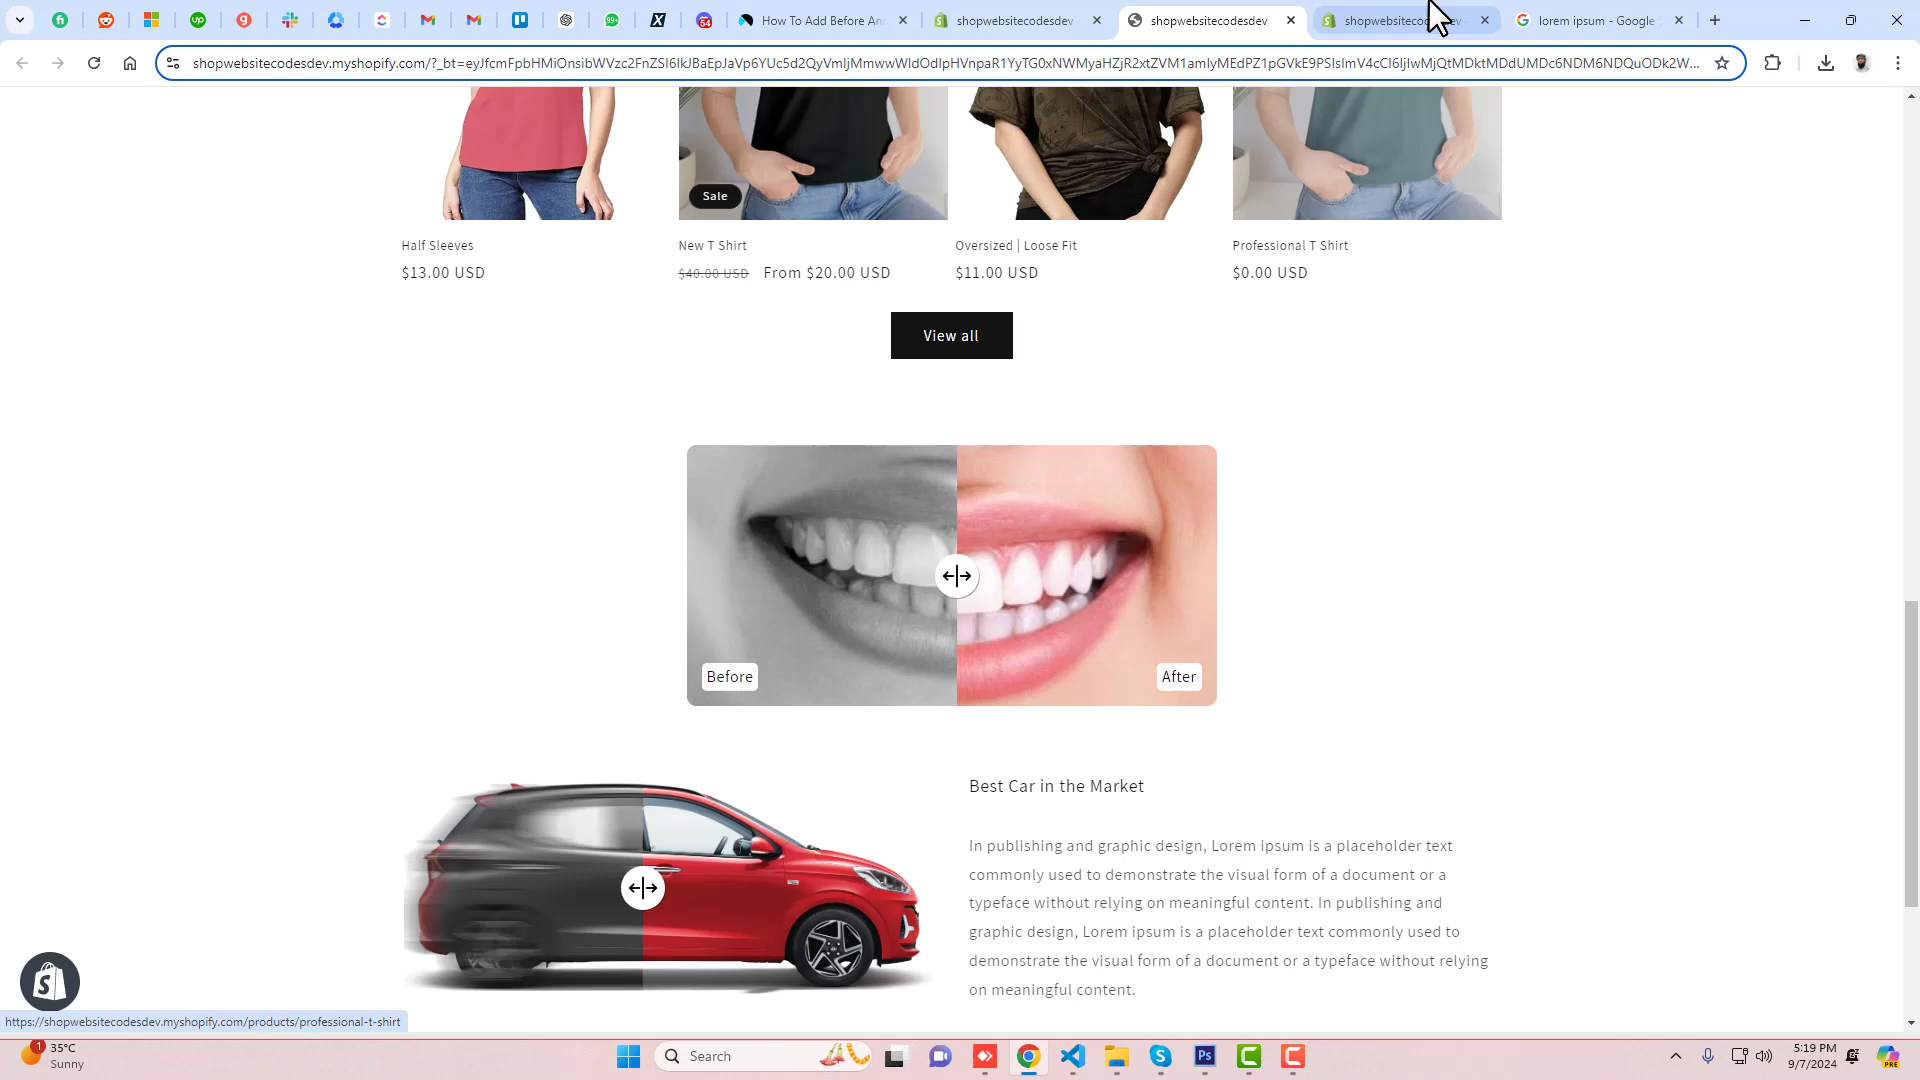 How To Add Before An
shopwebsitecodesdev
shopwebsitecodesdev
shopwebsitecodesdev
lorem ipsum - Google
Sale
Half Sleeves
New T Shirt
Oversized | Loose Fit
Professional T Shirt
$13.00 USD
$40.00 USD From $20.00 USD
$11.00 USD
$0.00 USD
View all
Before
After
Best Car in the Market
In publishing and graphic design, Lorem ipsum is a placeholder text
commonly used to demonstrate the visual form of a document or a
typeface without relying on meaningful content. In publishing and
graphic design, Lorem ipsum is a placeholder text commonly used to
demonstrate the visual form of a document or a typeface without relying
on meaningful content.
https://shopwebsitecodesdev.myshopify.com/products/professional-t-shirt
1
35°C
Sunny
Search
5:19 PM
9/7/2024